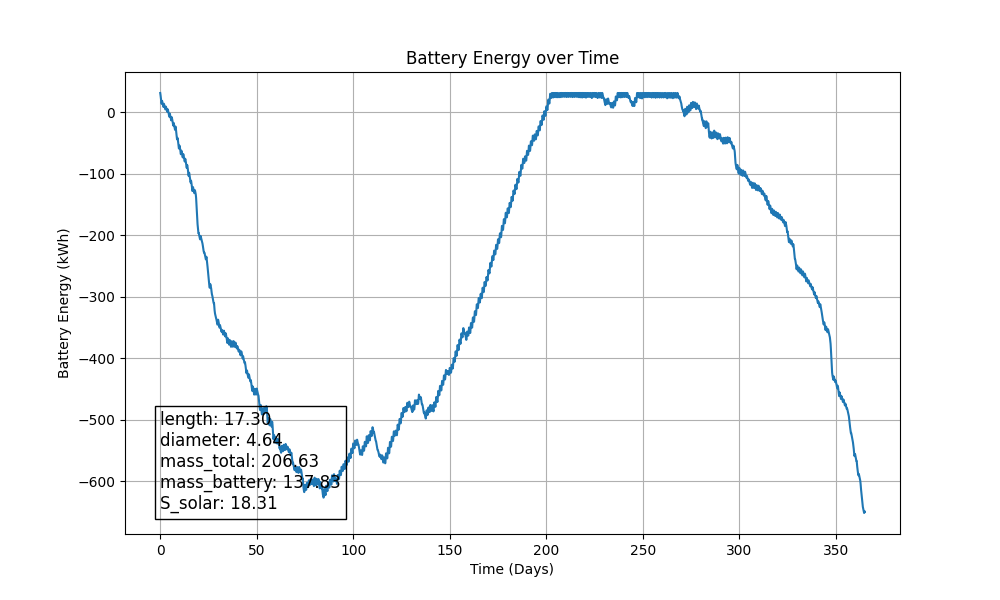 Battery Energy over Time
Battery Energy (kWh)
0
−100
−200
−300
−400
−500
−600
length: 17.30
diameter: 4.64
mass_total: 206.63
mass_battery: 137.83
S_solar: 18.31
0 50 100 150 200 250 300 350
Time (Days)